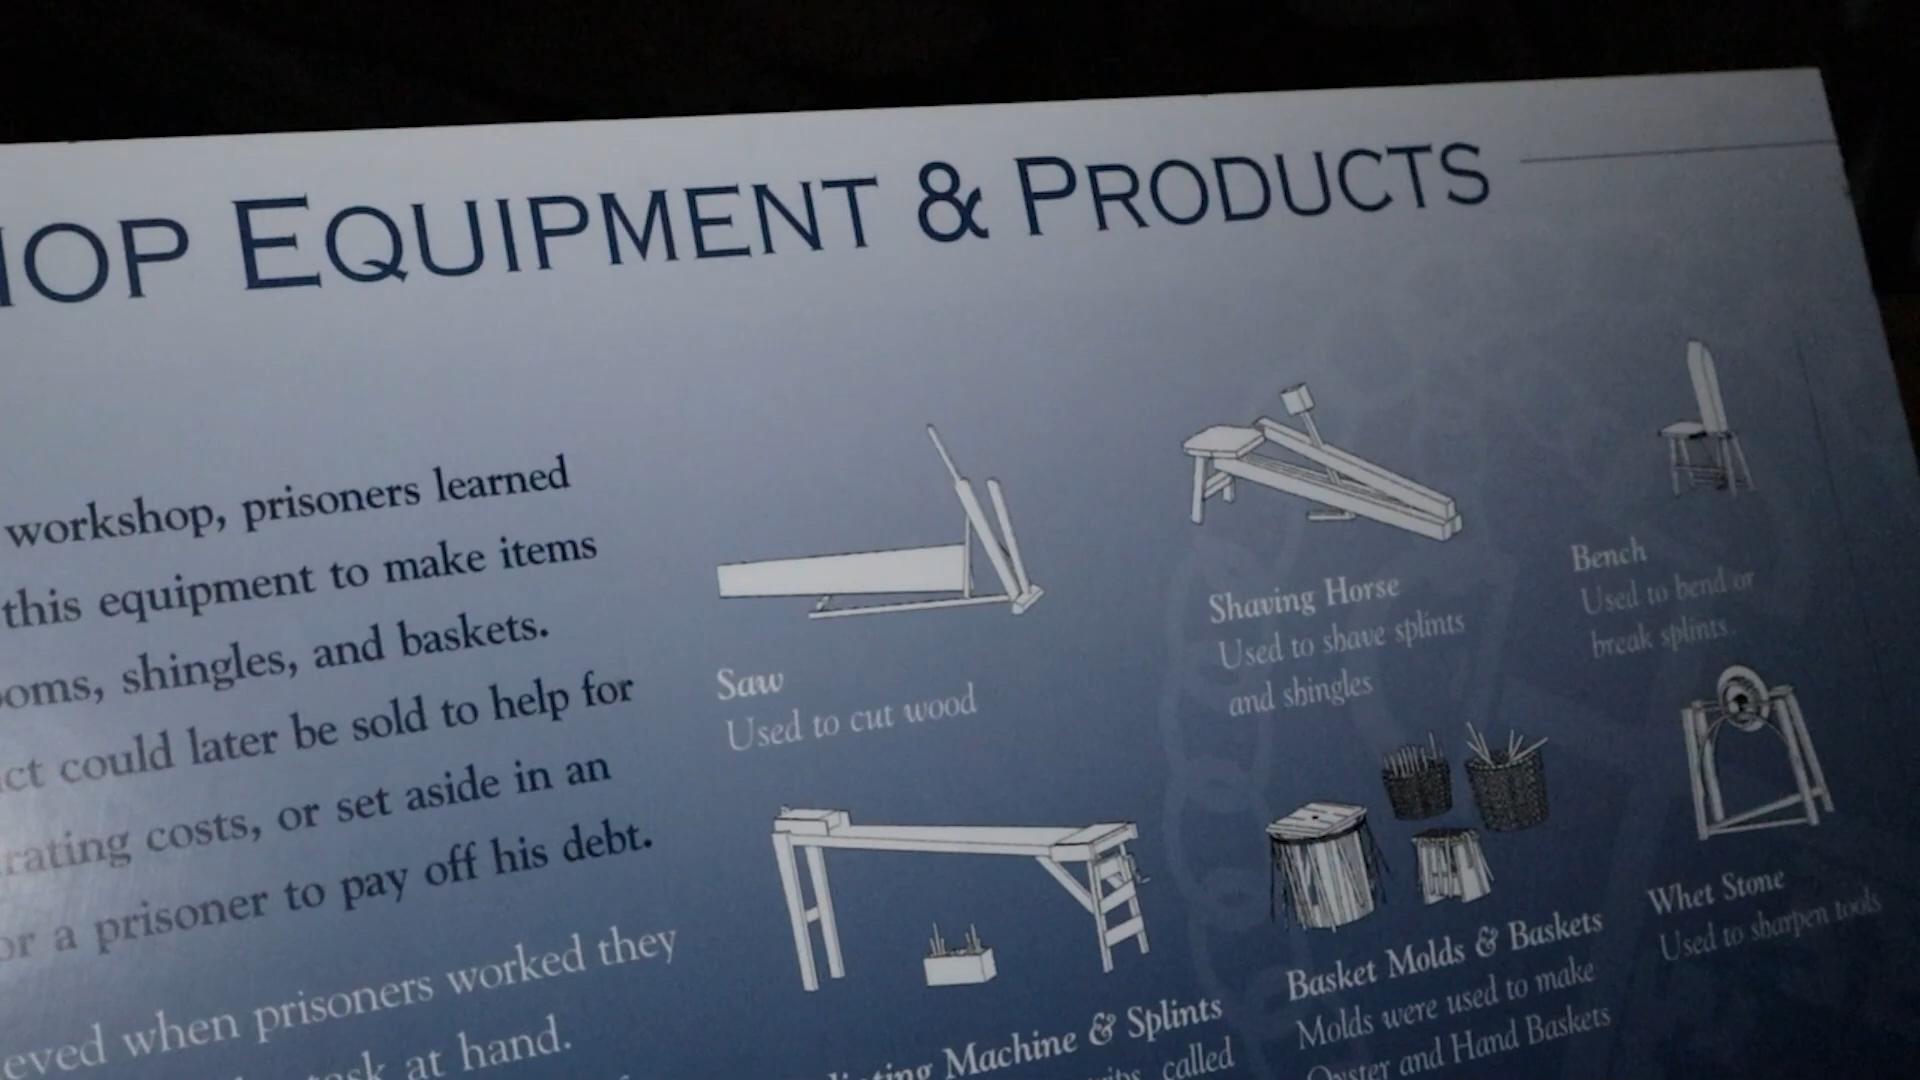 HOP EQUIPMENT & PRODUCTS
workshop, prisoners learned
this equipment to make items
ooms, shingles, and baskets.
ct could later be sold to help for
rating costs, or set aside in an
or a prisoner to pay off his debt.
eved when prisoners worked they
task at hand.
Saw
Used to cut wood
Shaving Horse
Used to shave splints
and shingles
Bench
Used to bend or
break splints.
Machine & Splints
called
Basket Molds & Baskets
Molds were used to make
Oyster and Hand Baskets
Whet Stone
Used to sharpen tools